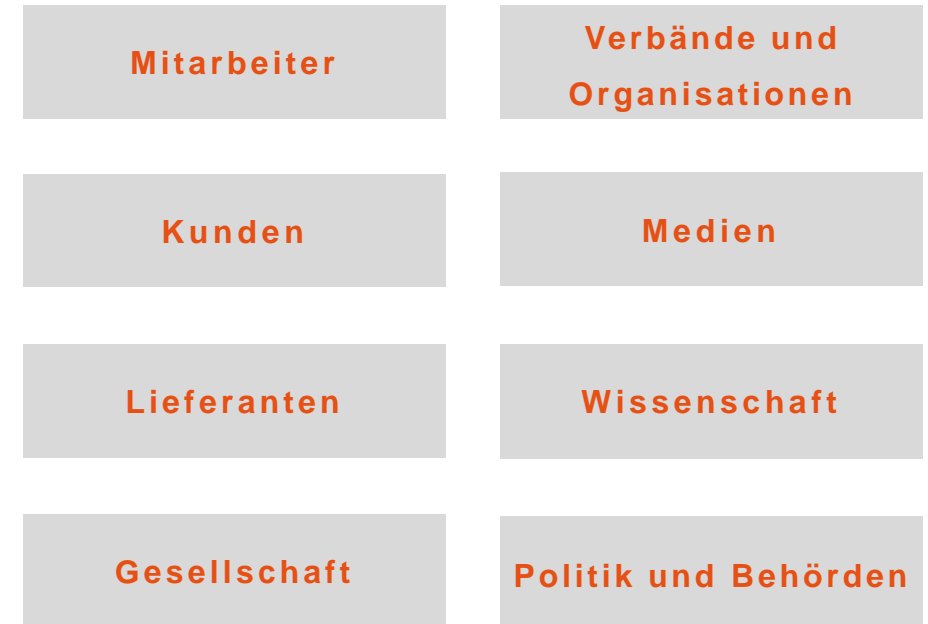 Mitarbeiter
Verbände und
Organisationen
Kunden
Medien
Lieferanten
Wissenschaft
Gesellschaft
Politik und Behörden